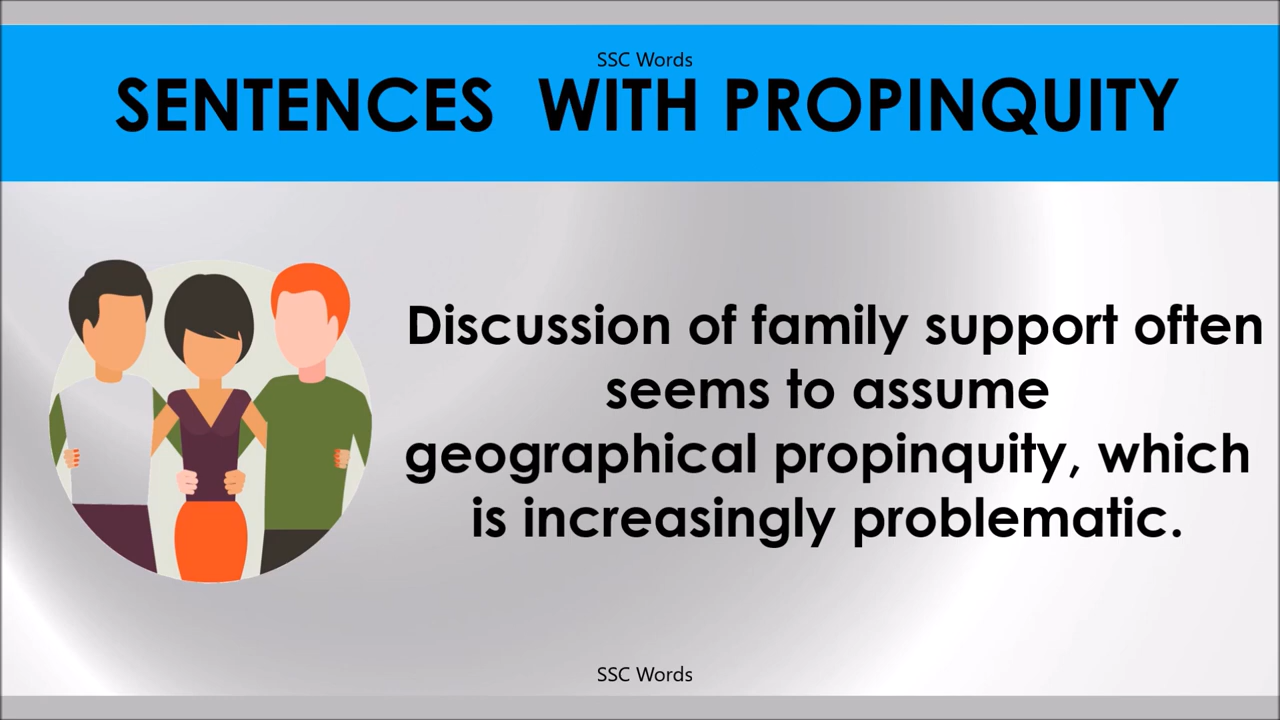 SSC Words
SENTENCES WITH PROPINQUITY
Discussion of family support often
seems to assume
geographical propinquity, which
is increasingly problematic.
SSC Words